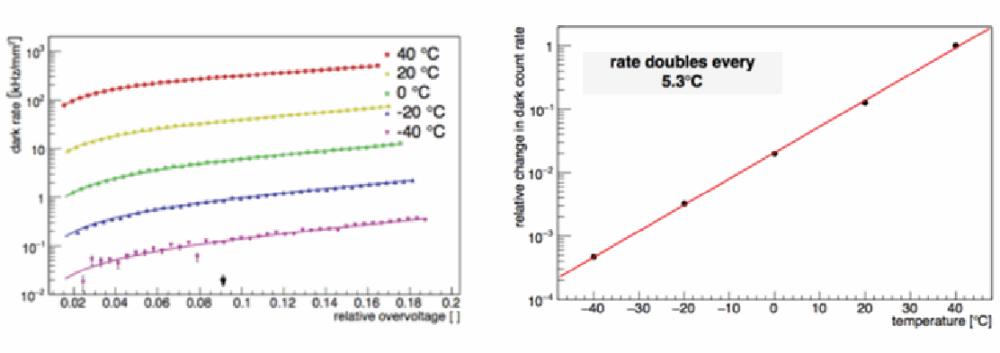 dark rate [kHz/mm²]
10³
10²
10
1
10⁻¹
10⁻²
40 °C
20 °C
0 °C
-20 °C
-40 °C
0.02 0.04 0.06 0.08 0.1 0.12 0.14 0.16 0.18 0.2
relative overvoltage [ ]
relative change in dark count rate
1
10⁻¹
10⁻²
10⁻³
10⁻⁴
rate doubles every
5.3°C
−40 −30 −20 −10 0 10 20 30 40
temperature [°C]